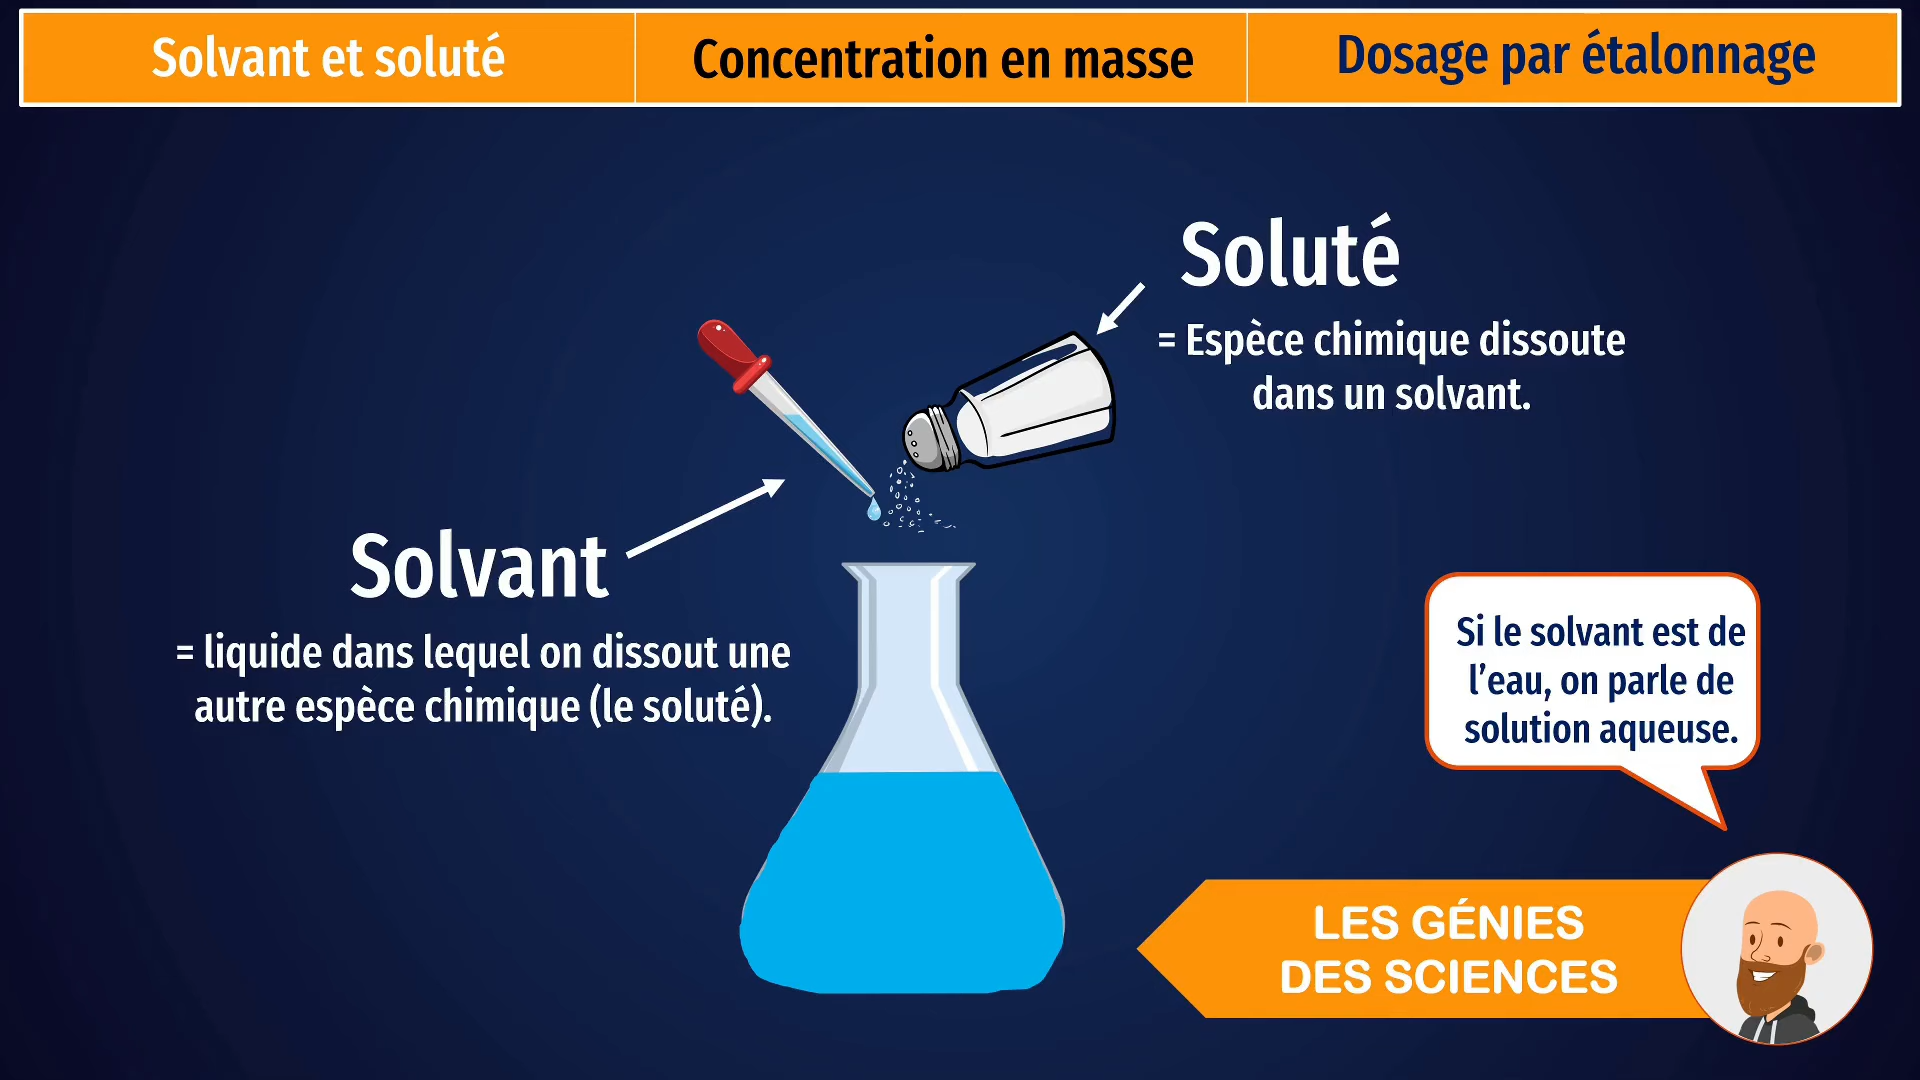 Solvant et soluté
Concentration en masse
Dosage par étalonnage
Soluté
= Espèce chimique dissoute
dans un solvant.
Solvant
= liquide dans lequel on dissout une
autre espèce chimique (le soluté).
Si le solvant est de
l’eau, on parle de
solution aqueuse.
LES GÉNIES
DES SCIENCES